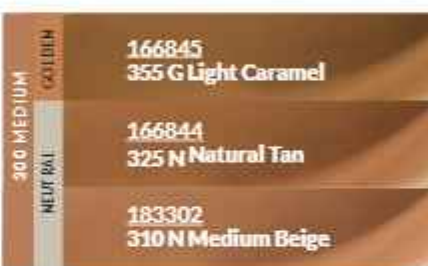 300 MEDIUM
GOLDEN
166845
355 G Light Caramel
NEUTRAL
166844
325 N Natural Tan
183302
310 N Medium Beige